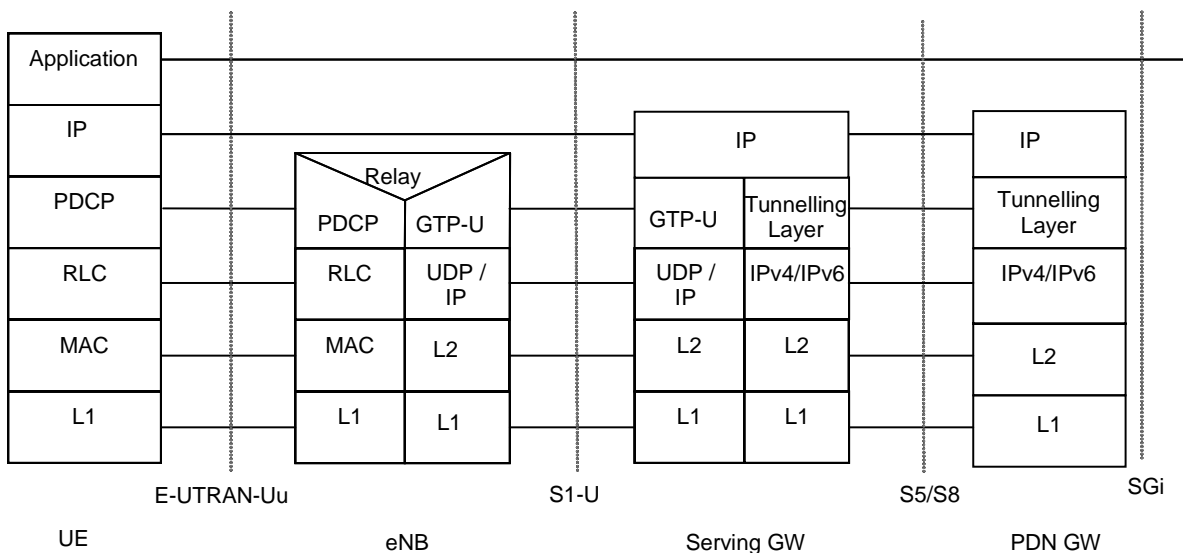 Application
IP
PDCP
RLC
MAC
L1
Relay
PDCP
GTP-U
RLC
UDP /
IP
MAC
L2
L1
L1
IP
GTP-U
Tunnelling
Layer
UDP /
IP
IPv4/IPv6
L2
L2
L1
L1
IP
Tunnelling
Layer
IPv4/IPv6
L2
L1
E-UTRAN-Uu
S1-U
S5/S8
SGi
UE
eNB
Serving GW
PDN GW